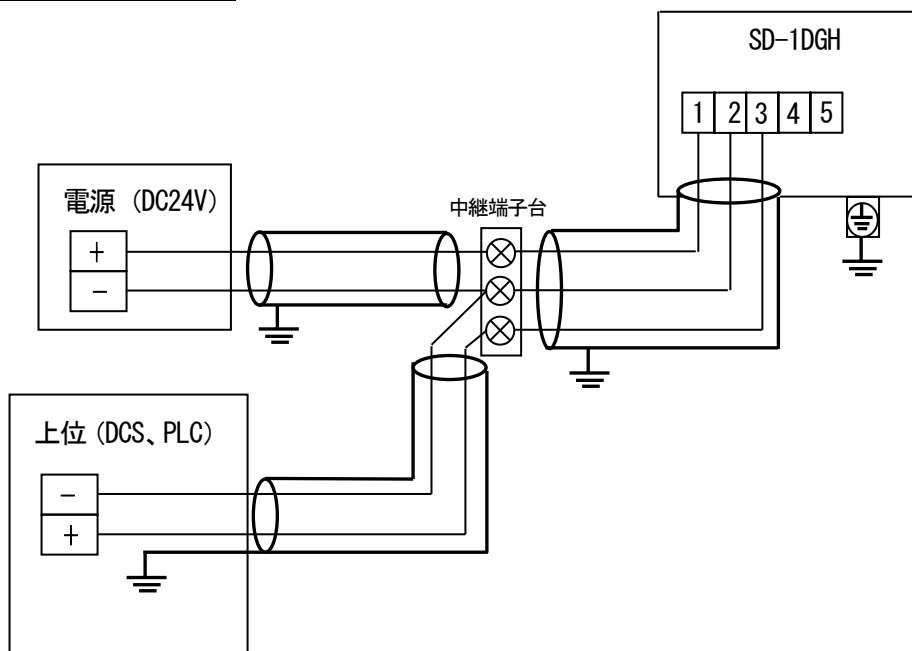 SD-1DGH
1 2 3 4 5
電源 (DC24V)
+
-
中継端子台
上位 (DCS、PLC)
-
+